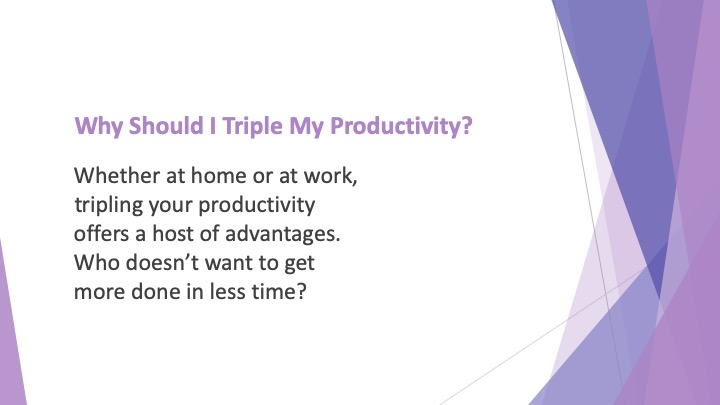 Why Should I Triple My Productivity?
Whether at home or at work,
tripling your productivity
offers a host of advantages.
Who doesn’t want to get
more done in less time?